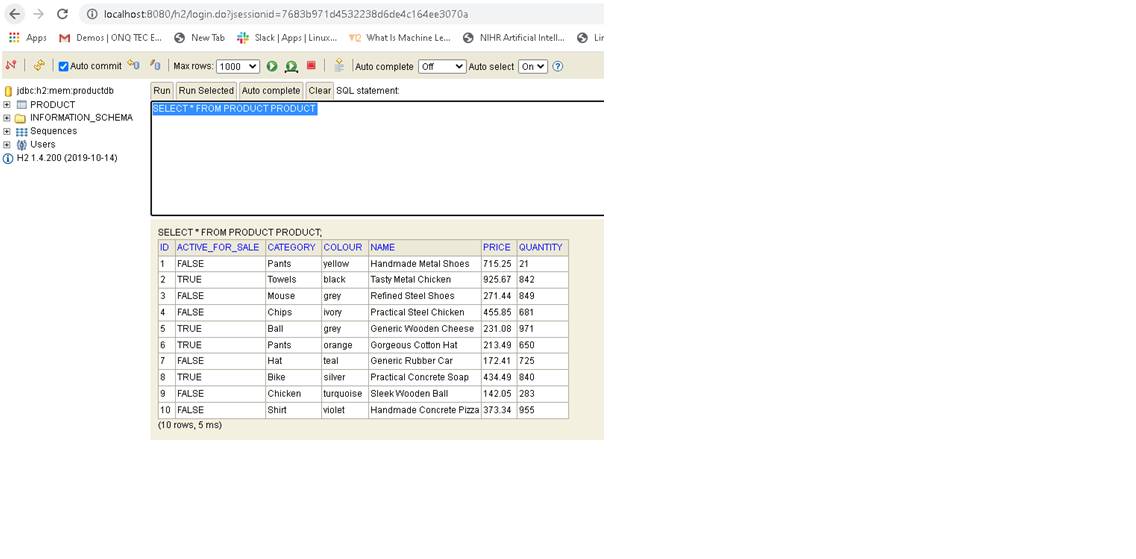 localhost:8080/h2/login.do?jsessionid=7683b971d4532238d6de4c164ee3070a
Apps Demos | ONQ TEC E... New Tab Slack | Apps | Linux... What Is Machine Le... NIHR Artificial Intell...
Auto commit Max rows: 1000 Auto complete Off Auto select On
jdbc:h2:mem:productdb
PRODUCT
INFORMATION_SCHEMA
Sequences
Users
H2 1.4.200 (2019-10-14)
Run Run Selected Auto complete Clear SQL statement:
SELECT * FROM PRODUCT PRODUCT
SELECT * FROM PRODUCT PRODUCT;
ID ACTIVE_FOR_SALE CATEGORY COLOUR NAME PRICE QUANTITY
1 FALSE Pants yellow Handmade Metal Shoes 715.25 21
2 TRUE Towels black Tasty Metal Chicken 925.67 842
3 FALSE Mouse grey Refined Steel Shoes 271.44 849
4 FALSE Chips ivory Practical Steel Chicken 455.85 681
5 TRUE Ball grey Generic Wooden Cheese 231.08 971
6 TRUE Pants orange Gorgeous Cotton Hat 213.49 650
7 FALSE Hat teal Generic Rubber Car 172.41 725
8 TRUE Bike silver Practical Concrete Soap 434.49 840
9 FALSE Chicken turquoise Sleek Wooden Ball 142.05 283
10 FALSE Shirt violet Handmade Concrete Pizza 373.34 955
(10 rows, 5 ms)